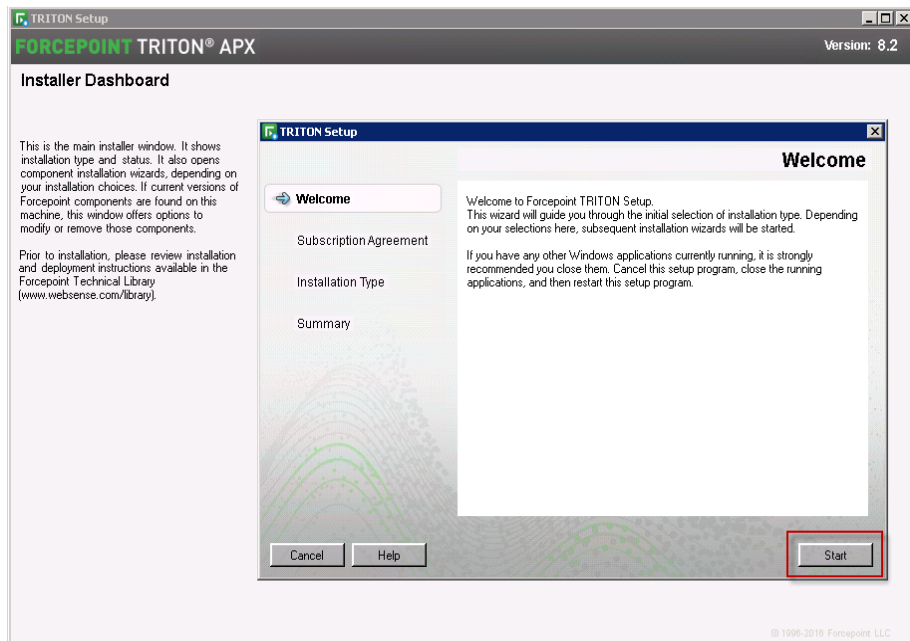 TRITON Setup
FORCEPOINT TRITON® APX
Version: 8.2
Installer Dashboard
This is the main installer window. It shows
installation type and status. It also opens
component installation wizards, depending on
your installation choices. If current versions of
Forcepoint components are found on this
machine, this window offers options to
modify or remove those components.
Prior to installation, please review installation
and deployment instructions available in the
Forcepoint Technical Library
(www.websense.com/library).
TRITON Setup
Welcome
Welcome
Subscription Agreement
Installation Type
Summary
Welcome to Forcepoint TRITON Setup.
This wizard will guide you through the initial selection of installation type. Depending
on your selections here, subsequent installation wizards will be started.
If you have any other Windows applications currently running, it is strongly
recommended you close them. Cancel this setup program, close the running
applications, and then restart this setup program.
Cancel
Help
Start
© 1996-2016 Forcepoint LLC